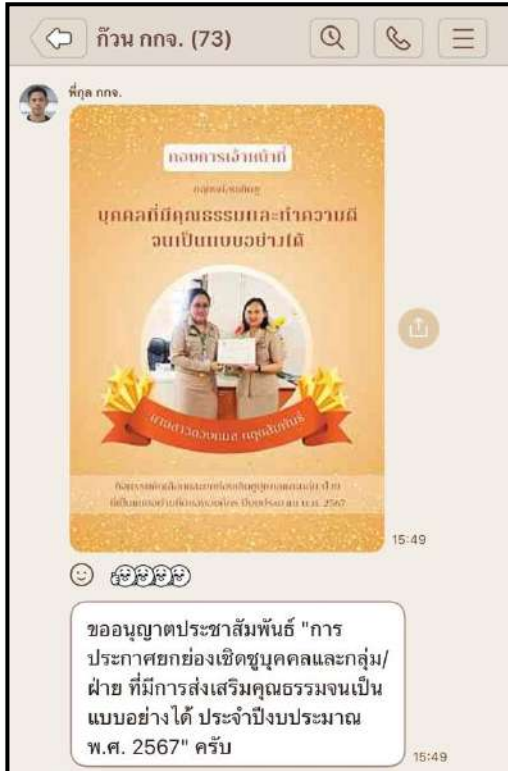 ก๊วน กกจ. (73)
พี่กุล กกจ.
กองการเจ้าหน้าที่
บุคคลที่มีคุณธรรมและทำความดี
จนเป็นแบบอย่างได้
15:49
ขออนุญาตประชาสัมพันธ์ "การ
ประกาศยกย่องเชิดชูบุคคลและกลุ่ม/
ฝ่าย ที่มีการส่งเสริมคุณธรรมจนเป็น
แบบอย่างได้ ประจำปีงบประมาณ
พ.ศ. 2567" ครับ
15:49